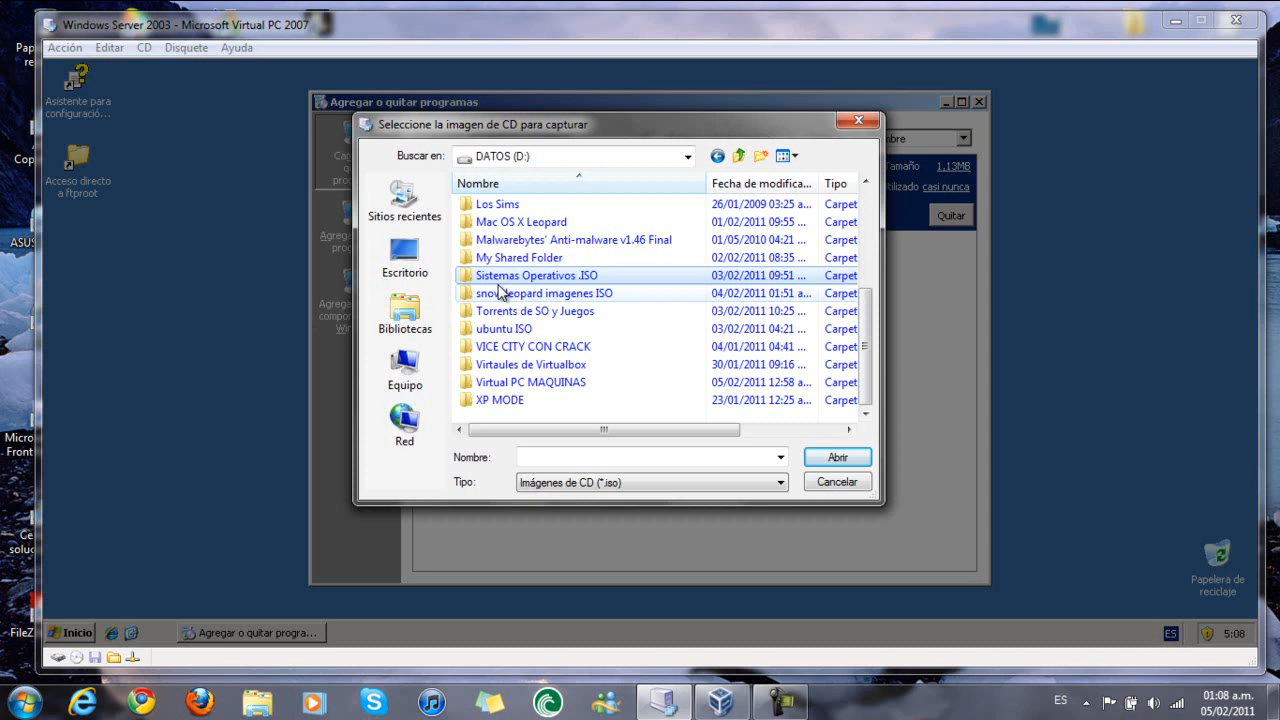 Windows Server 2003 - Microsoft Virtual PC 2007
Acción Editar CD Disquete Ayuda
Asistente para
configuració...
Acceso directo
a ftproot
Agregar o quitar programas
Tamaño 1.13MB
utilizado casi nunca
Quitar
Seleccione la imagen de CD para capturar
Buscar en: DATOS (D:)
Sitios recientes
Escritorio
Bibliotecas
Equipo
Red
Nombre Fecha de modifica... Tipo
Los Sims 26/01/2009 03:25 a... Carpet
Mac OS X Leopard 01/02/2011 09:55 ... Carpet
Malwarebytes' Anti-malware v1.46 Final 01/05/2010 04:21 ... Carpet
My Shared Folder 02/02/2011 08:35 ... Carpet
Sistemas Operativos .ISO 03/02/2011 09:51 ... Carpet
snow leopard imagenes ISO 04/02/2011 01:51 a... Carpet
Torrents de SO y Juegos 03/02/2011 10:25 ... Carpet
ubuntu ISO 03/02/2011 04:21 ... Carpet
VICE CITY CON CRACK 04/01/2011 04:41 ... Carpet
Virtaules de Virtualbox 30/01/2011 09:16 ... Carpet
Virtual PC MAQUINAS 05/02/2011 12:58 a... Carpet
XP MODE 23/01/2011 12:25 a... Carpet
Nombre: Abrir
Tipo: Imágenes de CD (*.iso) Cancelar
Papelera de
reciclaje
Inicio Agregar o quitar progra... ES 5:08
ES 01:08 a.m.
05/02/2011